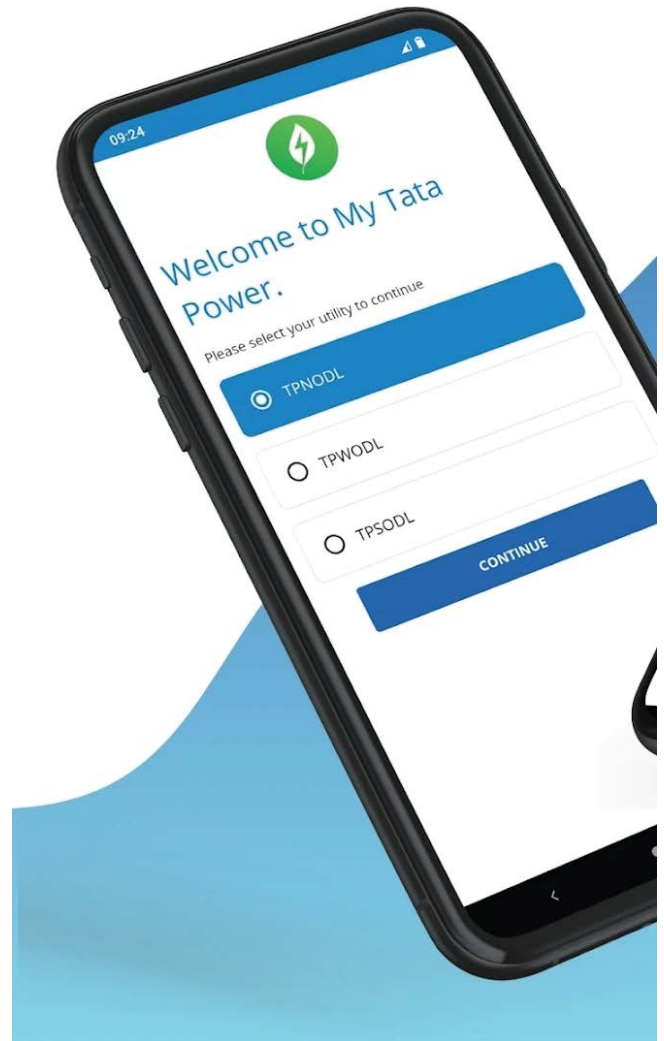 09:24
Welcome to My Tata
Power.
Please select your utility to continue
TPNODL
TPWODL
TPSODL
CONTINUE